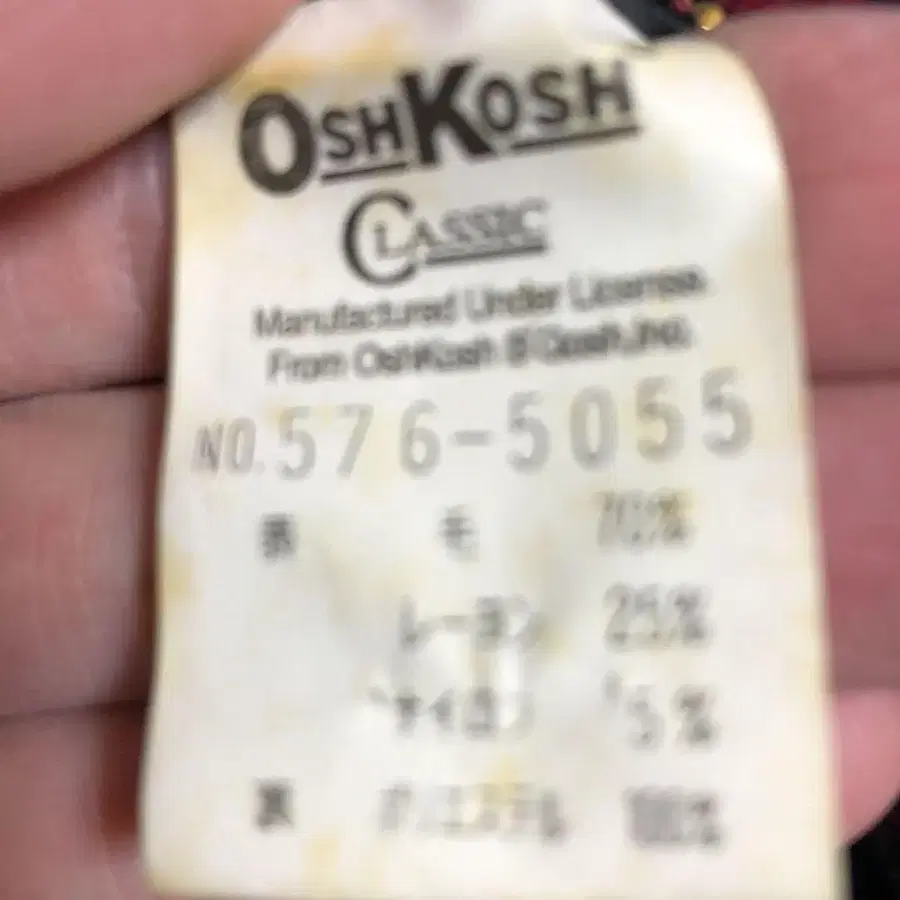 OSHKOSH
CLASSIC
Manufactured Under License
From OshKosh B'Gosh,Inc.
NO.576-5055
表 毛 70%
レーヨン 25%
ナイロン 5%
裏 ポリエステル 100%